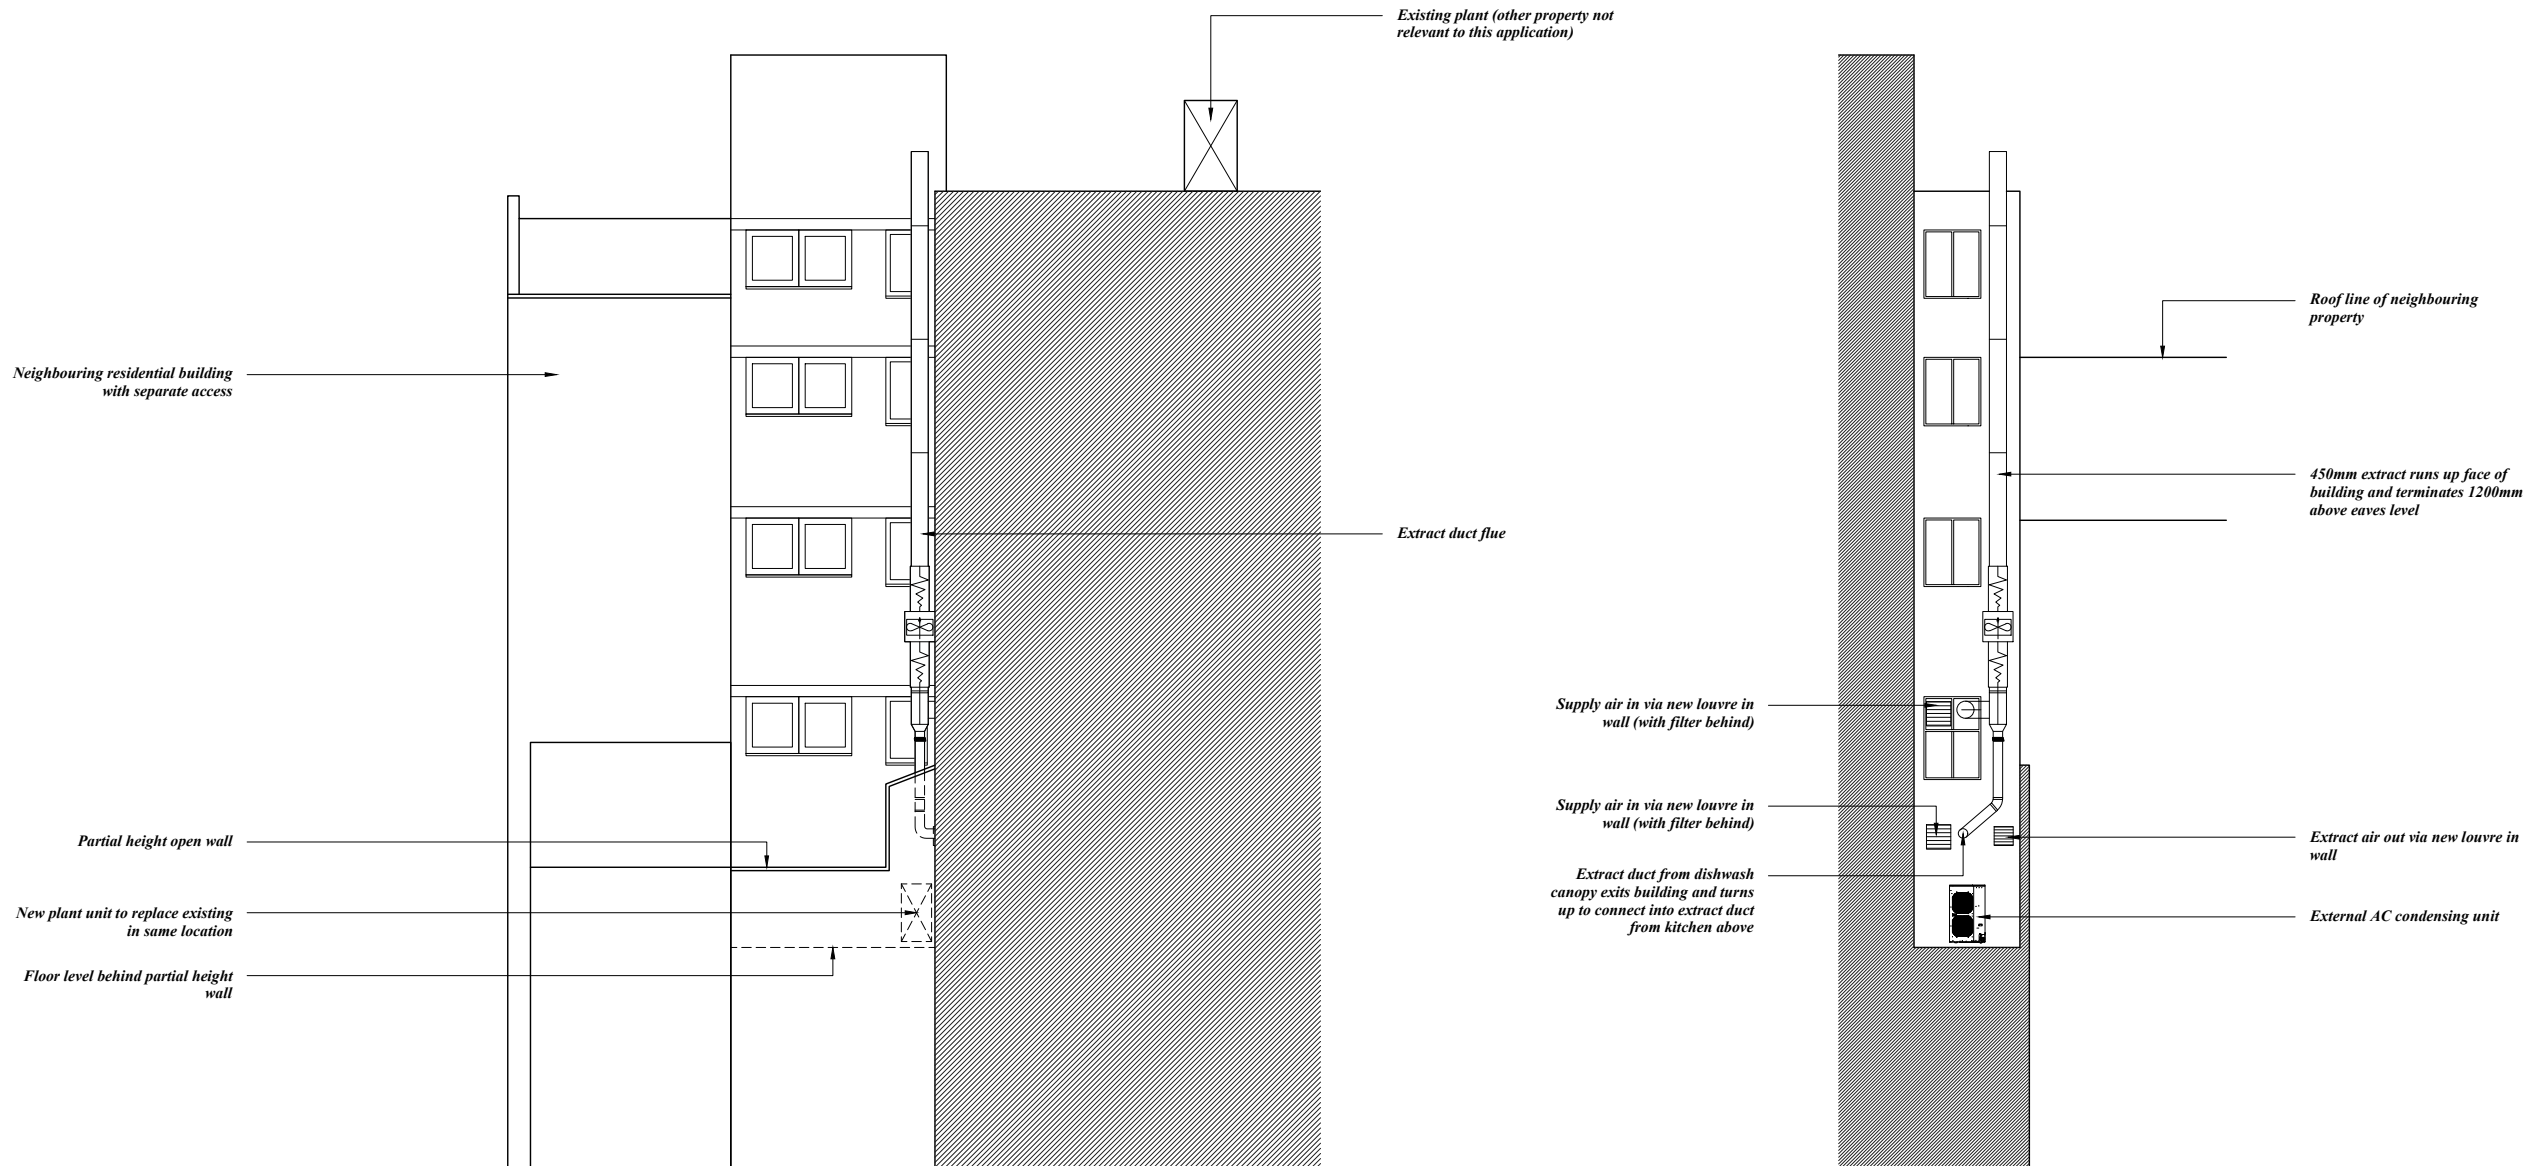 Existing plant (other property not
relevant to this application)
Neighbouring residential building
with separate access
Extract duct flue
Partial height open wall
New plant unit to replace existing
in same location
Floor level behind partial height
wall
Roof line of neighbouring
property
450mm extract runs up face of
building and terminates 1200mm
above eaves level
Supply air in via new louvre in
wall (with filter behind)
Supply air in via new louvre in
wall (with filter behind)
Extract duct from dishwash
canopy exits building and turns
up to connect into extract duct
from kitchen above
Extract air out via new louvre in
wall
External AC condensing unit